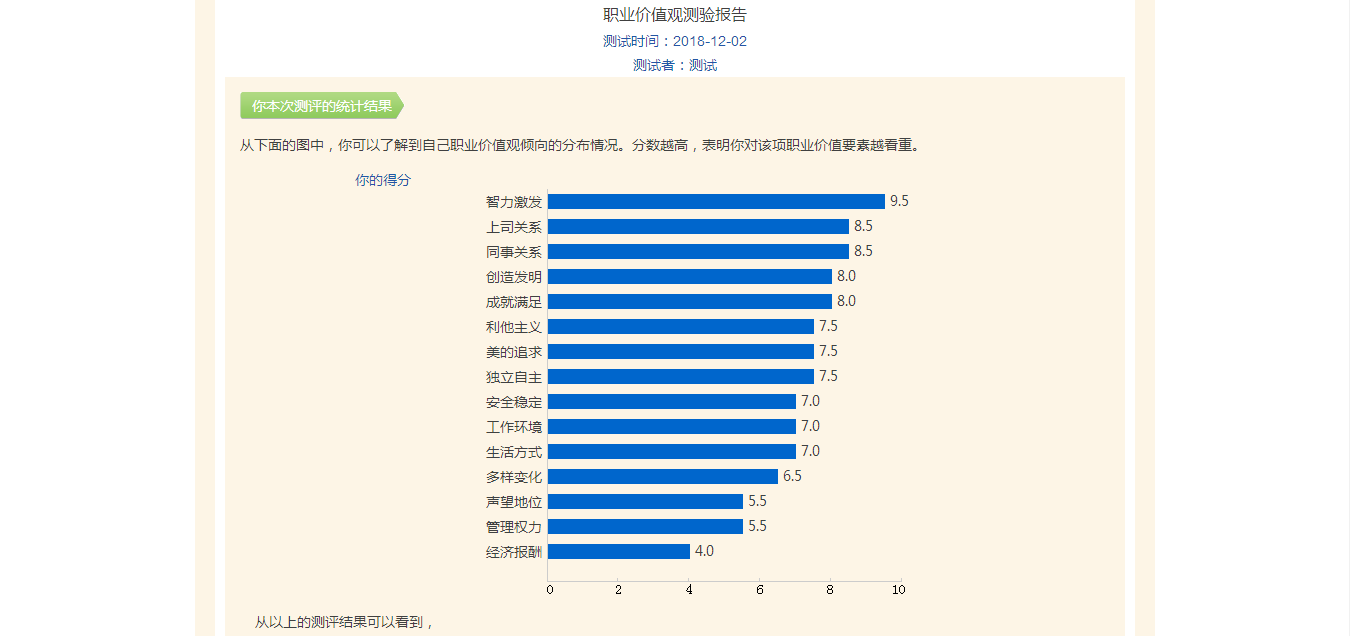 职业价值观测验报告
测试时间：2018-12-02
测试者：测试
你本次测评的统计结果
从下面的图中，你可以了解到自己职业价值观倾向的分布情况。分数越高，表明你对该项职业价值要素越看重。
你的得分
智力激发 9.5
上司关系 8.5
同事关系 8.5
创造发明 8.0
成就满足 8.0
利他主义 7.5
美的追求 7.5
独立自主 7.5
安全稳定 7.0
工作环境 7.0
生活方式 7.0
多样变化 6.5
声望地位 5.5
管理权力 5.5
经济报酬 4.0
0 2 4 6 8 10
从以上的测评结果可以看到，